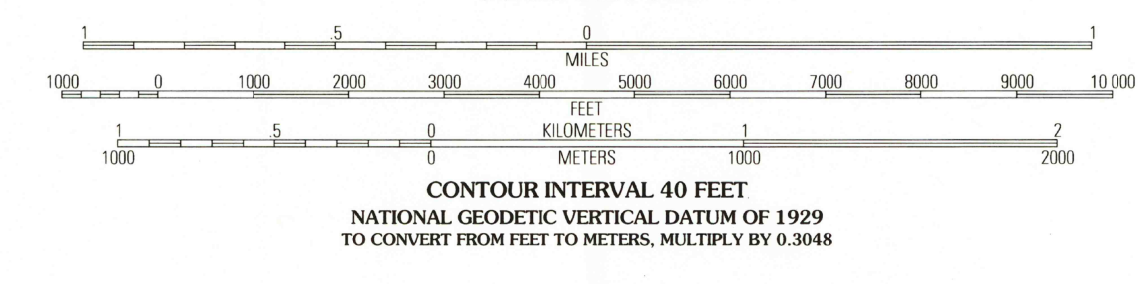 1 .5 0 1
MILES
1000 0 1000 2000 3000 4000 5000 6000 7000 8000 9000 10 000
FEET
1 .5 0 KILOMETERS 1 2
1000 0 METERS 1000 2000
CONTOUR INTERVAL 40 FEET
NATIONAL GEODETIC VERTICAL DATUM OF 1929
TO CONVERT FROM FEET TO METERS, MULTIPLY BY 0.3048